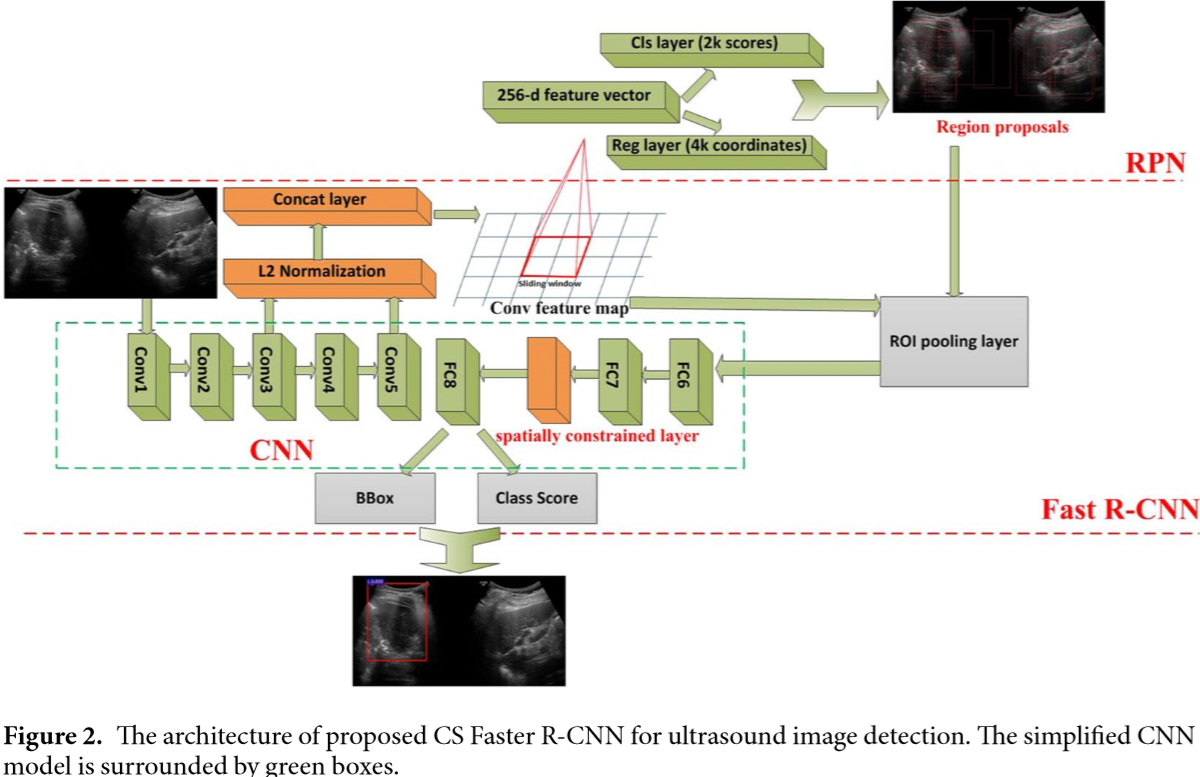 Cls layer (2k scores)
256-d feature vector
Reg layer (4k coordinates)
Region proposals
RPN
Concat layer
L2 Normalization
Sliding window
Conv feature map
ROI pooling layer
Conv1
Conv2
Conv3
Conv4
Conv5
FC8
FC7
FC6
spatially constrained layer
CNN
BBox
Class Score
Fast R-CNN
Figure 2. The architecture of proposed CS Faster R-CNN for ultrasound image detection. The simplified CNN
model is surrounded by green boxes.